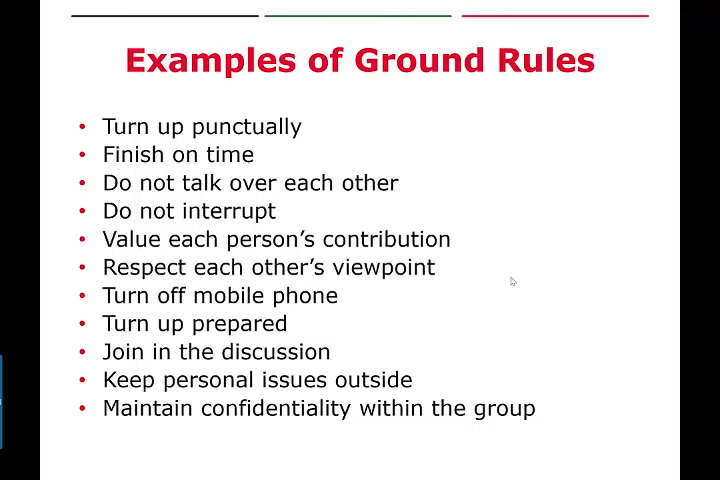 Examples of Ground Rules
• Turn up punctually
• Finish on time
• Do not talk over each other
• Do not interrupt
• Value each person’s contribution
• Respect each other’s viewpoint
• Turn off mobile phone
• Turn up prepared
• Join in the discussion
• Keep personal issues outside
• Maintain confidentiality within the group